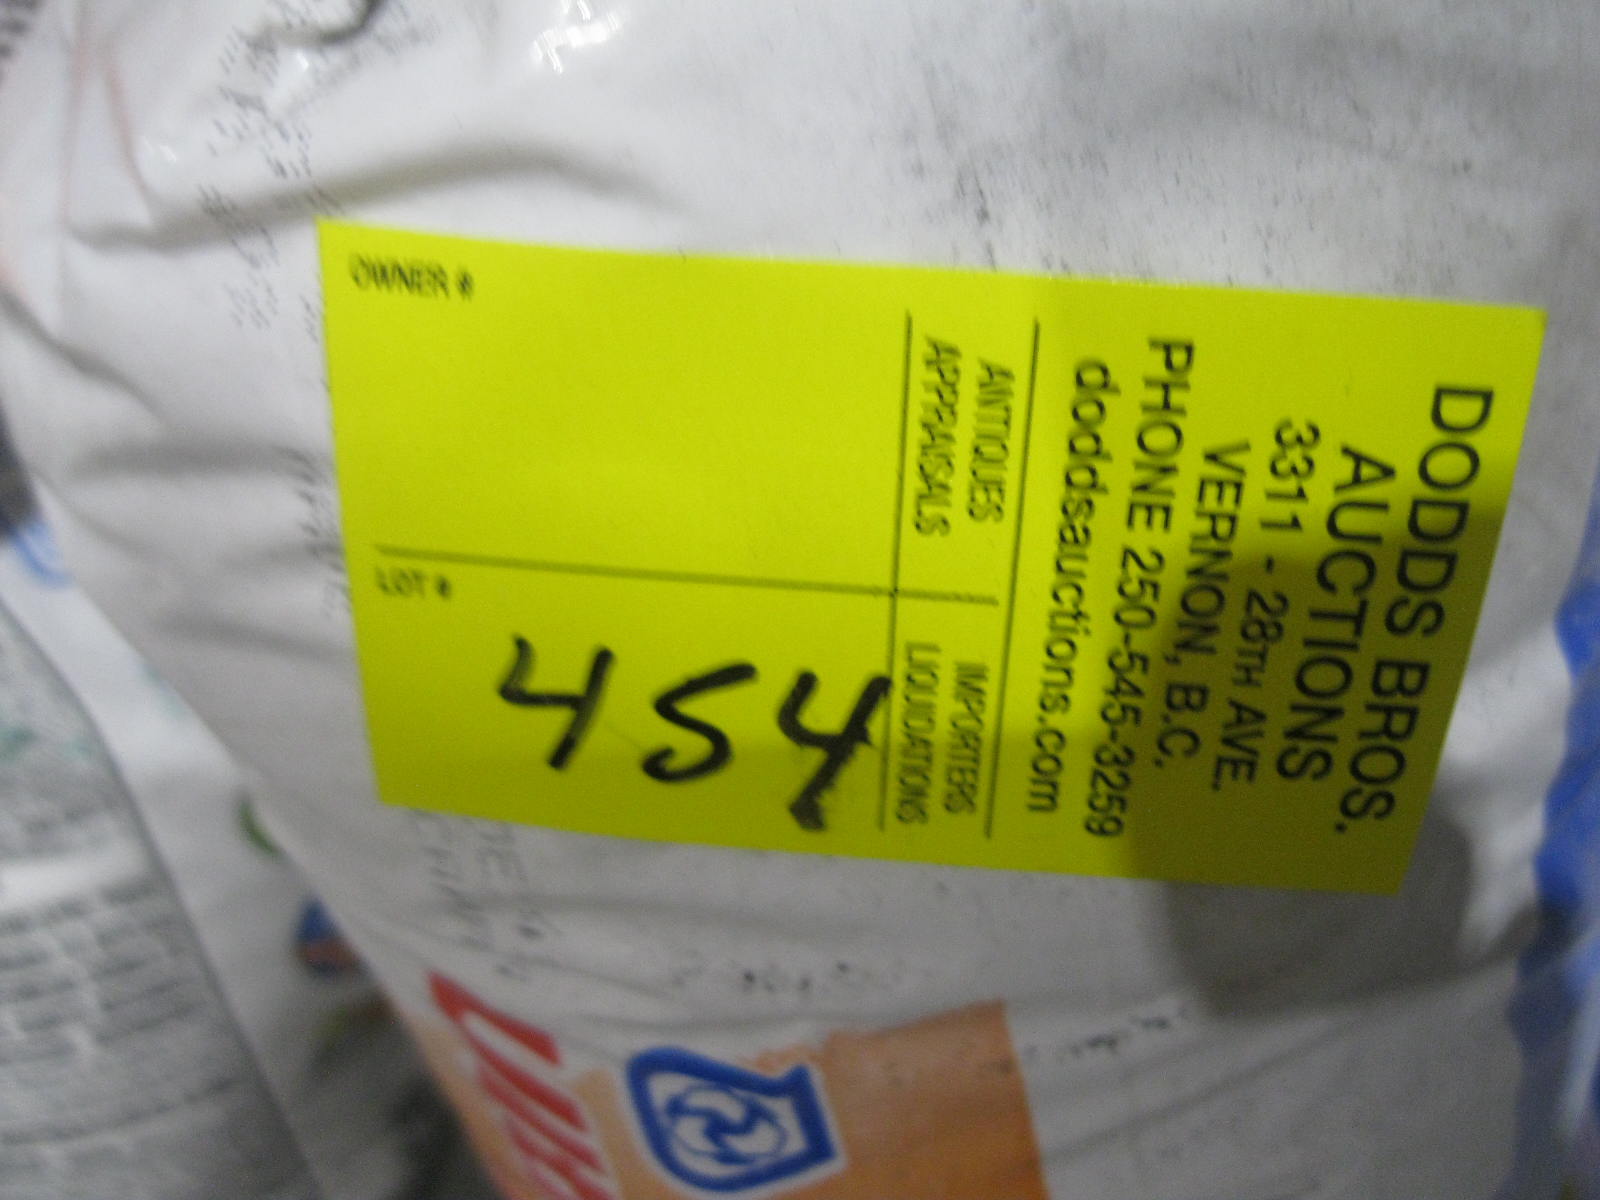 DODDS BROS.
AUCTIONS
3311 - 28TH AVE.
VERNON, B.C.
PHONE 250-545-3259
doddsauctions.com
ANTIQUES
APPRAISALS
IMPORTERS
LIQUIDATIONS
OWNER #
LOT #
454